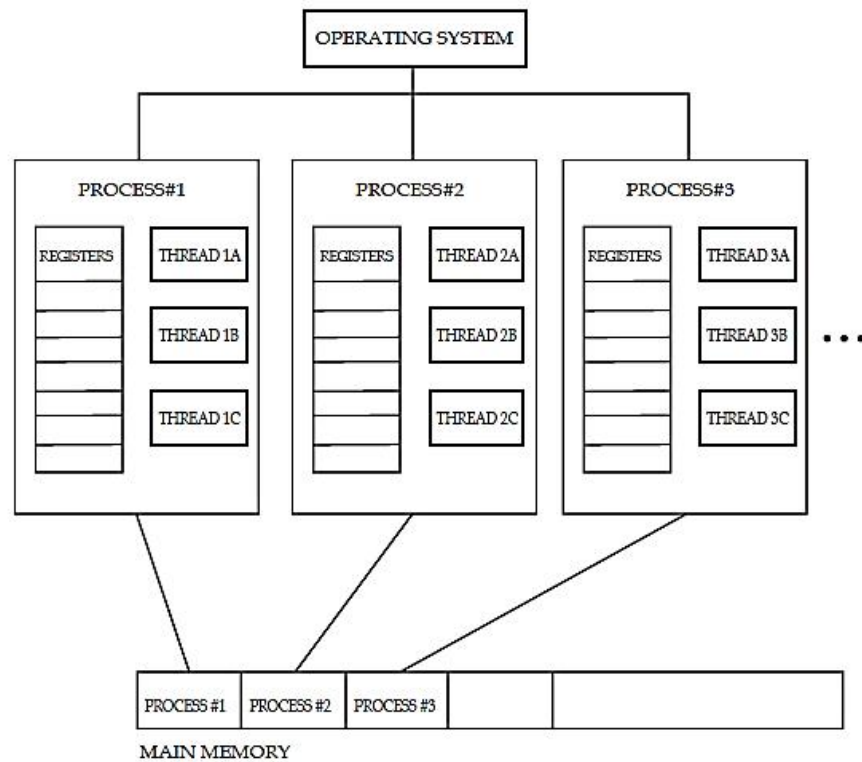 OPERATING SYSTEM
PROCESS#1
REGISTERS
THREAD 1A
THREAD 1B
THREAD 1C
PROCESS#2
REGISTERS
THREAD 2A
THREAD 2B
THREAD 2C
PROCESS#3
REGISTERS
THREAD 3A
THREAD 3B
THREAD 3C
...
PROCESS #1
PROCESS #2
PROCESS #3
MAIN MEMORY